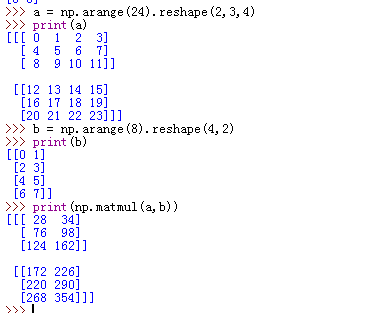 >>> a = np.arange(24).reshape(2,3,4)
>>> print(a)
[[[ 0  1  2  3]
  [ 4  5  6  7]
  [ 8  9 10 11]]

 [[12 13 14 15]
  [16 17 18 19]
  [20 21 22 23]]]
>>> b = np.arange(8).reshape(4,2)
>>> print(b)
[[0 1]
 [2 3]
 [4 5]
 [6 7]]
>>> print(np.matmul(a,b))
[[[ 28  34]
  [ 76  98]
  [124 162]]

 [[172 226]
  [220 290]
  [268 354]]]
>>>